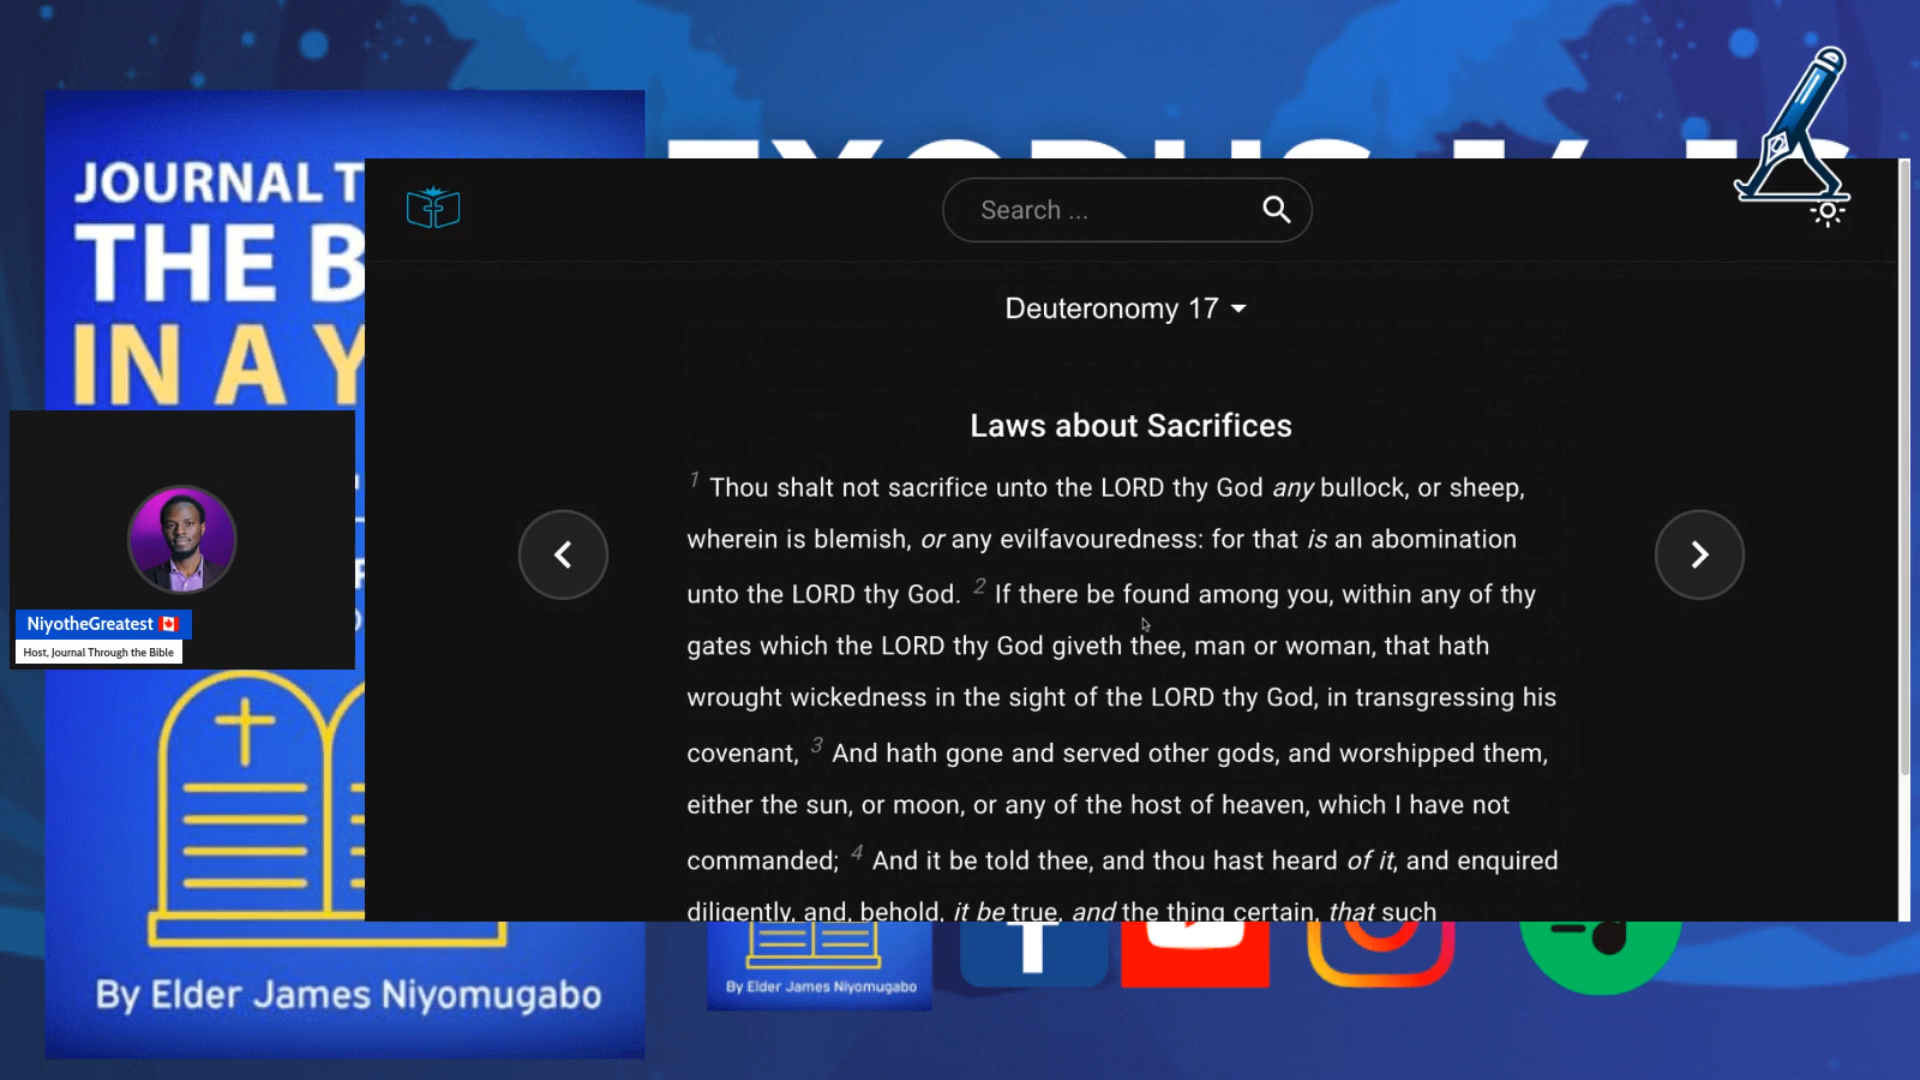 JOURNAL T
THE B
IN A Y
Search ...
Deuteronomy 17
Laws about Sacrifices
1 Thou shalt not sacrifice unto the LORD thy God any bullock, or sheep,
wherein is blemish, or any evilfavouredness: for that is an abomination
unto the LORD thy God. 2 If there be found among you, within any of thy
gates which the LORD thy God giveth thee, man or woman, that hath
wrought wickedness in the sight of the LORD thy God, in transgressing his
covenant, 3 And hath gone and served other gods, and worshipped them,
either the sun, or moon, or any of the host of heaven, which I have not
commanded; 4 And it be told thee, and thou hast heard of it, and enquired
diligently, and, behold, it be true, and the thing certain, that such
NiyotheGreatest 🇨🇦
Host, Journal Through the Bible
By Elder James Niyomugabo
By Elder James Niyomugabo